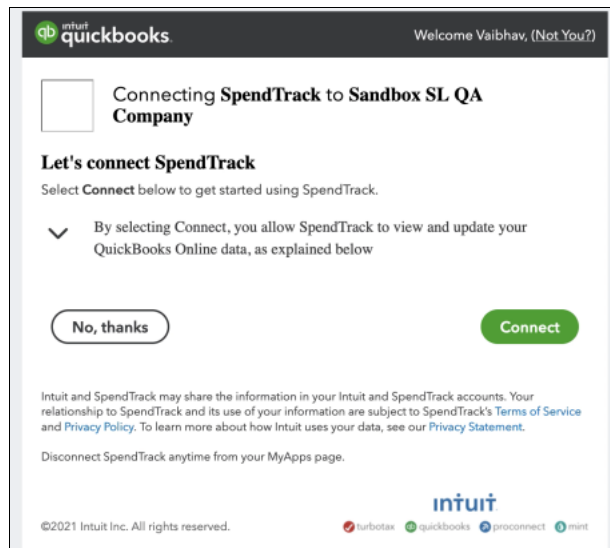 qb intuit quickbooks. Welcome Vaibhav, (Not You?)
Connecting SpendTrack to Sandbox SL QA
Company
Let's connect SpendTrack
Select Connect below to get started using SpendTrack.
By selecting Connect, you allow SpendTrack to view and update your
QuickBooks Online data, as explained below
No, thanks Connect
Intuit and SpendTrack may share the information in your Intuit and SpendTrack accounts. Your
relationship to SpendTrack and its use of your information are subject to SpendTrack's Terms of Service
and Privacy Policy. To learn more about how Intuit uses your data, see our Privacy Statement.
Disconnect SpendTrack anytime from your MyApps page.
intuit
©2021 Intuit Inc. All rights reserved. turbotax quickbooks proconnect mint